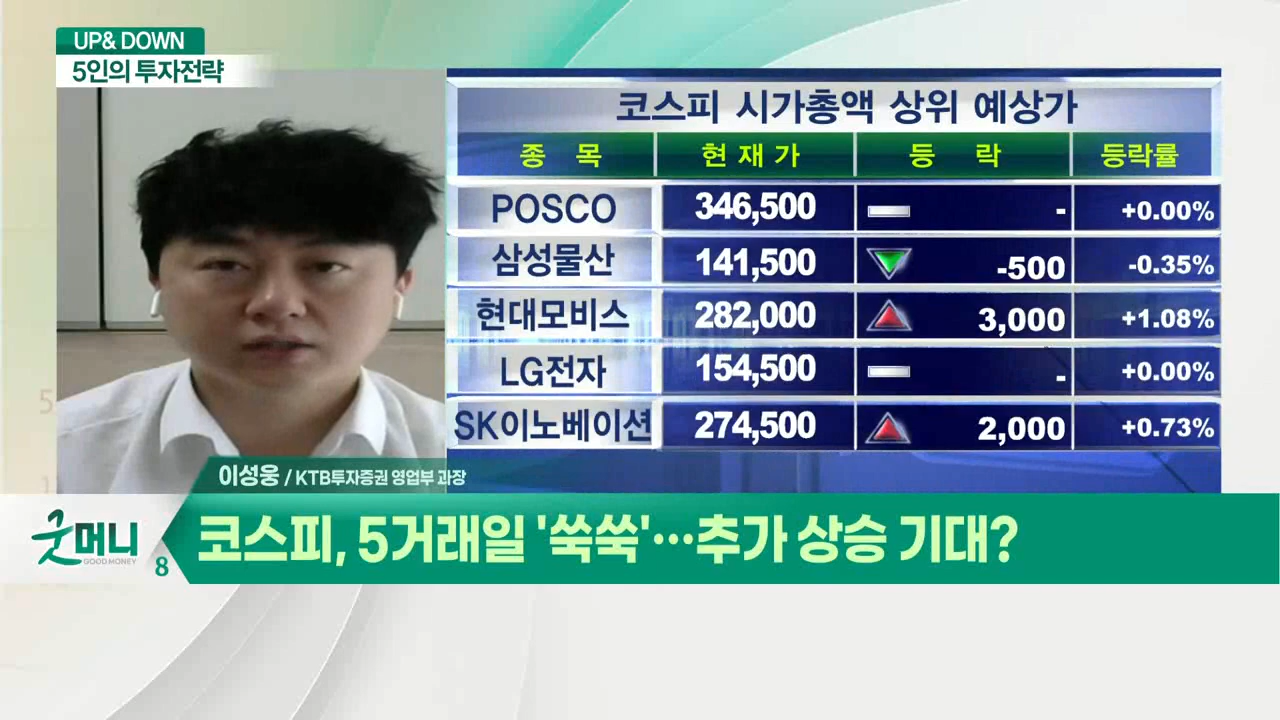 UP& DOWN
5인의 투자전략
코스피 시가총액 상위 예상가
종 목 현 재 가 등 락 등락률
POSCO 346,500 - +0.00%
삼성물산 141,500 -500 -0.35%
현대모비스 282,000 3,000 +1.08%
LG전자 154,500 - +0.00%
SK이노베이션 274,500 2,000 +0.73%
이성웅 / KTB투자증권 영업부 과장
굿머니
GOOD MONEY
8
코스피, 5거래일 '쑥쑥'…추가 상승 기대?